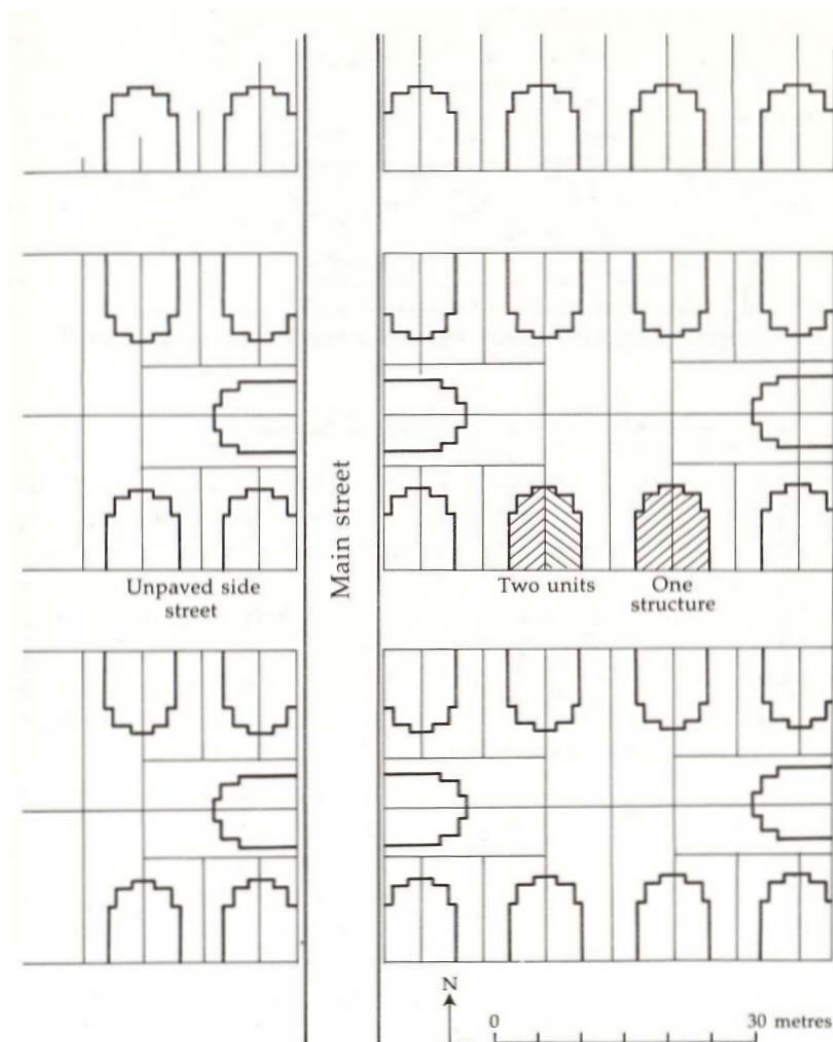 Main street
Unpaved side
street
Two units
One
structure
N
0
30 metres